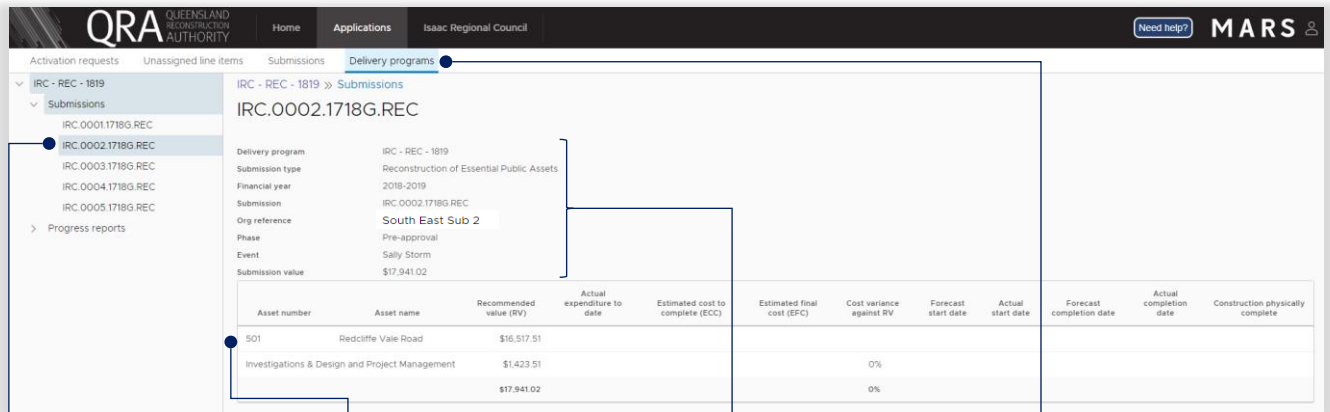 QRA QUEENSLAND RECONSTRUCTION AUTHORITY
Home Applications Isaac Regional Council Need help? MARS
Activation requests Unassigned line items Submissions Delivery programs
IRC - REC - 1819
Submissions
IRC.0001.1718G.REC
IRC.0002.1718G.REC
IRC.0003.1718G.REC
IRC.0004.1718G.REC
IRC.0005.1718G.REC
Progress reports
IRC - REC - 1819 » Submissions
IRC.0002.1718G.REC
Delivery program IRC - REC - 1819
Submission type Reconstruction of Essential Public Assets
Financial year 2018-2019
Submission IRC.0002.1718G.REC
Org reference South East Sub 2
Phase Pre-approval
Event Sally Storm
Submission value $17,941.02
Asset number Asset name Recommended value (RV) Actual expenditure to date Estimated cost to complete (ECC) Estimated final cost (EFC) Cost variance against RV Forecast start date Actual start date Forecast completion date Actual completion date Construction physically complete
501 Redcliffe Vale Road $16,517.51
Investigations & Design and Project Management $1,423.51 0%
$17,941.02 0%